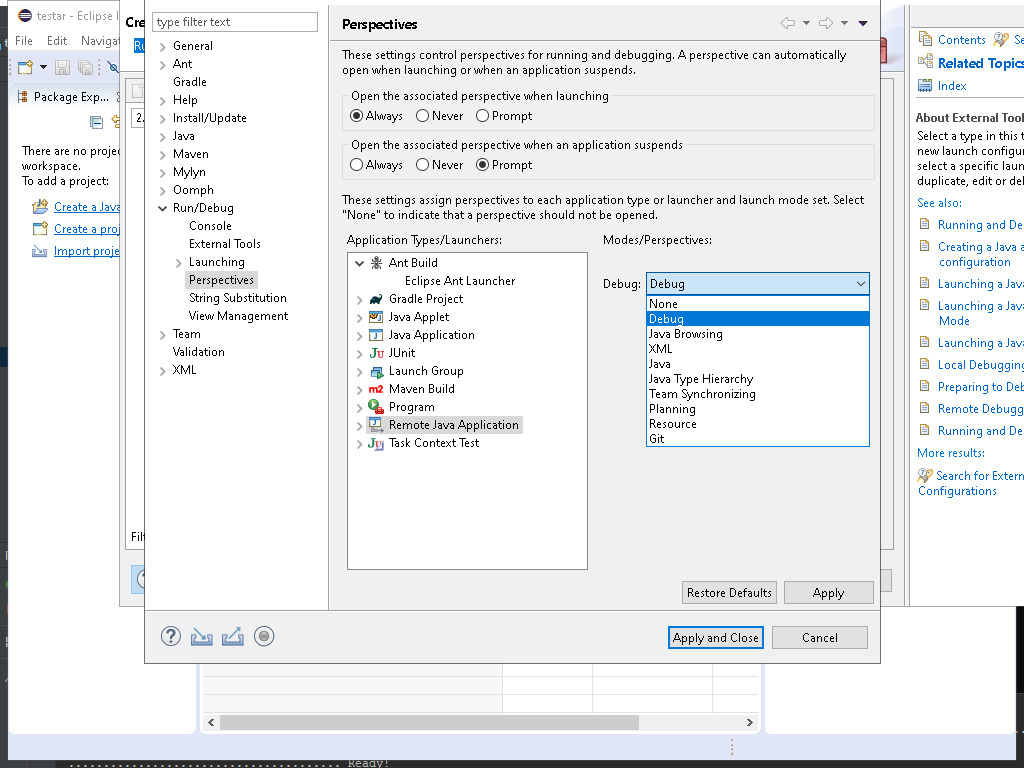 testar - Eclipse I
File Edit Navigat
Package Exp...
There are no proje
workspace.
To add a project:
Create a Java
Create a proj
Import proje
Cre
Ru
2.
Filt
type filter text
General
Ant
Gradle
Help
Install/Update
Java
Maven
Mylyn
Oomph
Run/Debug
Console
External Tools
Launching
Perspectives
String Substitution
View Management
Team
Validation
XML
Perspectives
These settings control perspectives for running and debugging. A perspective can automatically
open when launching or when an application suspends.
Open the associated perspective when launching
Always Never Prompt
Open the associated perspective when an application suspends
Always Never Prompt
These settings assign perspectives to each application type or launcher and launch mode set. Select
"None" to indicate that a perspective should not be opened.
Application Types/Launchers:
Ant Build
Eclipse Ant Launcher
Gradle Project
Java Applet
Java Application
JUnit
Launch Group
Maven Build
Program
Remote Java Application
Task Context Test
Modes/Perspectives:
Debug: Debug
None
Debug
Java Browsing
XML
Java
Java Type Hierarchy
Team Synchronizing
Planning
Resource
Git
Restore Defaults Apply
Apply and Close Cancel
Contents Se
Related Topics
Index
About External Tool
Select a type in this t
new launch configur
select a specific laun
duplicate, edit or del
See also:
Running and De
Creating a Java a
configuration
Launching a Java
Launching a Java
Mode
Launching a Java
Local Debugging
Preparing to Deb
Remote Debugg
Running and De
More results:
Search for Extern
Configurations
Ready!